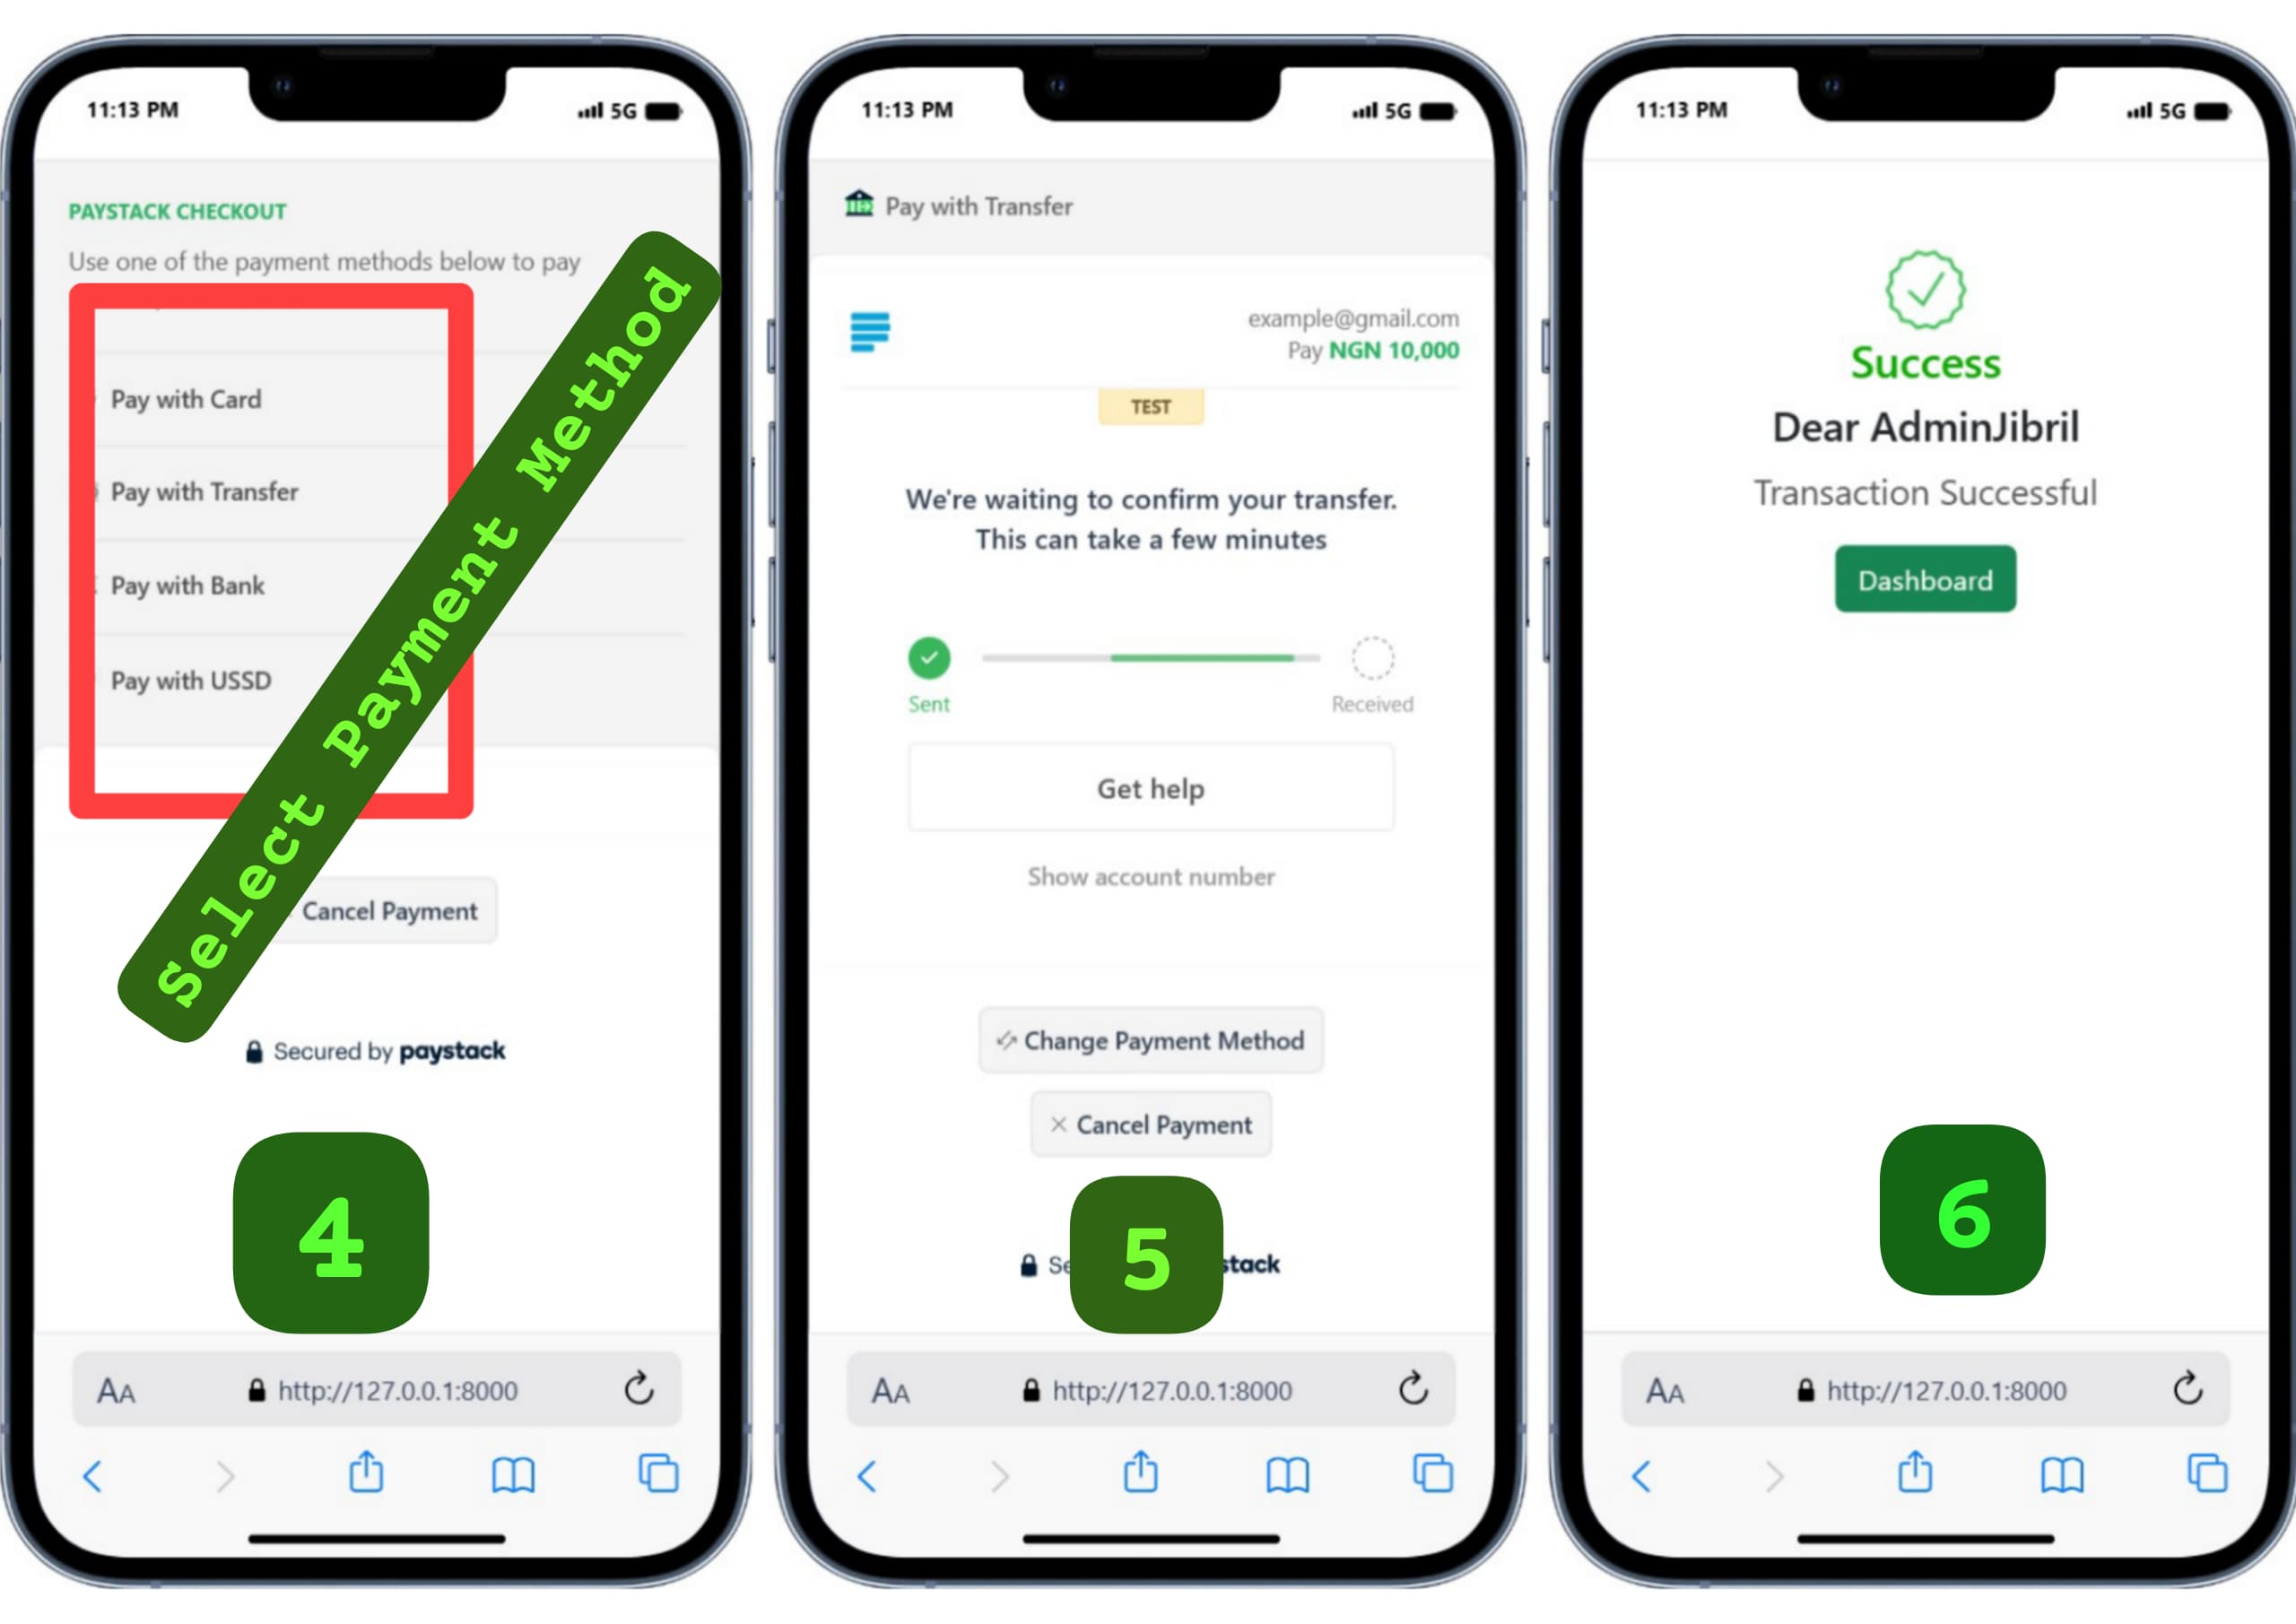 11:13 PM
5G
PAYSTACK CHECKOUT
Use one of the payment methods below to pay
Pay with Card
Pay with Transfer
Pay with Bank
Pay with USSD
Select Payment Method
Cancel Payment
Secured by paystack
4
AA http://127.0.0.1:8000
11:13 PM
5G
Pay with Transfer
example@gmail.com
Pay NGN 10,000
TEST
We're waiting to confirm your transfer.
This can take a few minutes
Sent
Received
Get help
Show account number
Change Payment Method
Cancel Payment
5
AA http://127.0.0.1:8000
11:13 PM
5G
Success
Dear AdminJibril
Transaction Successful
Dashboard
6
AA http://127.0.0.1:8000